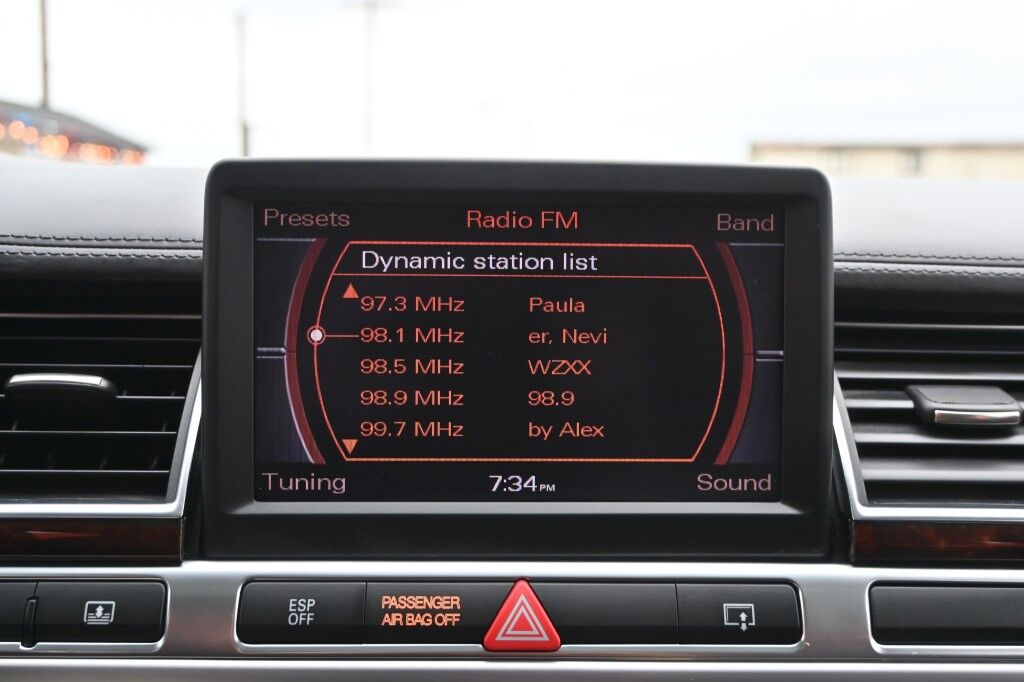 Presets Radio FM Band
Dynamic station list
97.3 MHz Paula
98.1 MHz er, Nevi
98.5 MHz WZXX
98.9 MHz 98.9
99.7 MHz by Alex
Tuning 7:34 PM Sound
ESP
OFF
PASSENGER
AIR BAG OFF